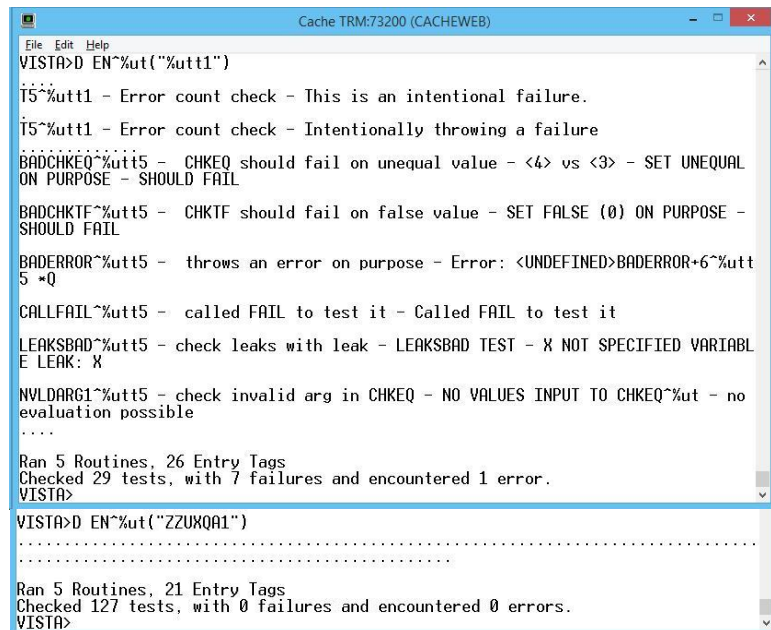 Cache TRM:73200 (CACHEWEB)
File Edit Help
VISTA>D EN^%ut("%utt1")
....
T5^%utt1 - Error count check - This is an intentional failure.
.
T5^%utt1 - Error count check - Intentionally throwing a failure
.............
BADCHKEQ^%utt5 -  CHKEQ should fail on unequal value - <4> vs <3> - SET UNEQUAL
ON PURPOSE - SHOULD FAIL
BADCHKTF^%utt5 -  CHKTF should fail on false value - SET FALSE (0) ON PURPOSE -
SHOULD FAIL
BADERROR^%utt5 -  throws an error on purpose - Error: <UNDEFINED>BADERROR+6^%utt
5 *Q
CALLFAIL^%utt5 -  called FAIL to test it - Called FAIL to test it
LEAKSBAD^%utt5 - check leaks with leak - LEAKSBAD TEST - X NOT SPECIFIED VARIABL
E LEAK: X
NVLDARG1^%utt5 - check invalid arg in CHKEQ - NO VALUES INPUT TO CHKEQ^%ut - no
evaluation possible
....
Ran 5 Routines, 26 Entry Tags
Checked 29 tests, with 7 failures and encountered 1 error.
VISTA>
VISTA>D EN^%ut("ZZUXQA1")
................................................................................
...............................................
Ran 5 Routines, 21 Entry Tags
Checked 127 tests, with 0 failures and encountered 0 errors.
VISTA>